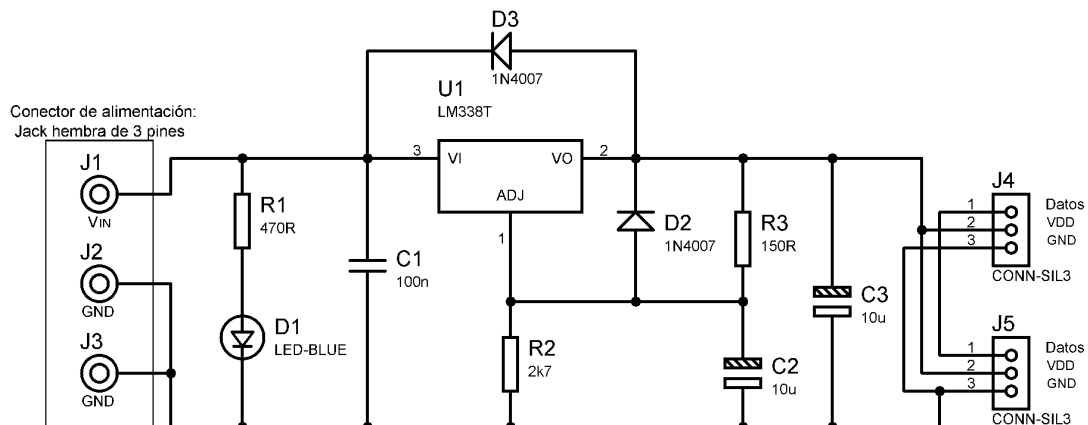 Conector de alimentación:
Jack hembra de 3 pines
J1
VIN
J2
GND
J3
GND
R1
470R
D1
LED-BLUE
C1
100n
D3
1N4007
U1
LM338T
3
VI
VO
2
ADJ
1
D2
1N4007
R3
150R
R2
2k7
C2
10u
C3
10u
J4
1
Datos
2
VDD
3
GND
CONN-SIL3
J5
1
Datos
2
VDD
3
GND
CONN-SIL3